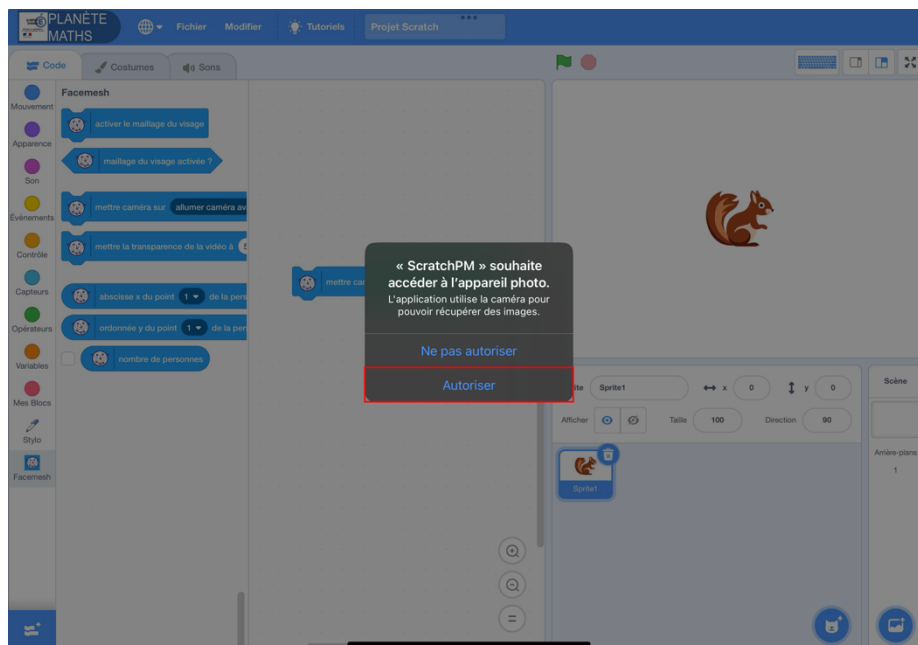 PLANÈTE
MATHS
Fichier Modifier Tutoriels Projet Scratch
Code Costumes Sons
Mouvement
Apparence
Son
Événements
Contrôle
Capteurs
Opérateurs
Variables
Mes Blocs
Stylo
Facemesh
Facemesh
activer le maillage du visage
maillage du visage activée ?
mettre caméra sur allumer caméra av
mettre la transparence de la vidéo à
abscisse x du point 1 de la pers
ordonnée y du point 1 de la per
nombre de personnes
mettre ca
« ScratchPM » souhaite
accéder à l'appareil photo.
L'application utilise la caméra pour
pouvoir récupérer des images.
Ne pas autoriser
Autoriser
ite Sprite1 x 0 y 0
Afficher Taille 100 Direction 90
Sprite1
Scène
Arrière-plans
1